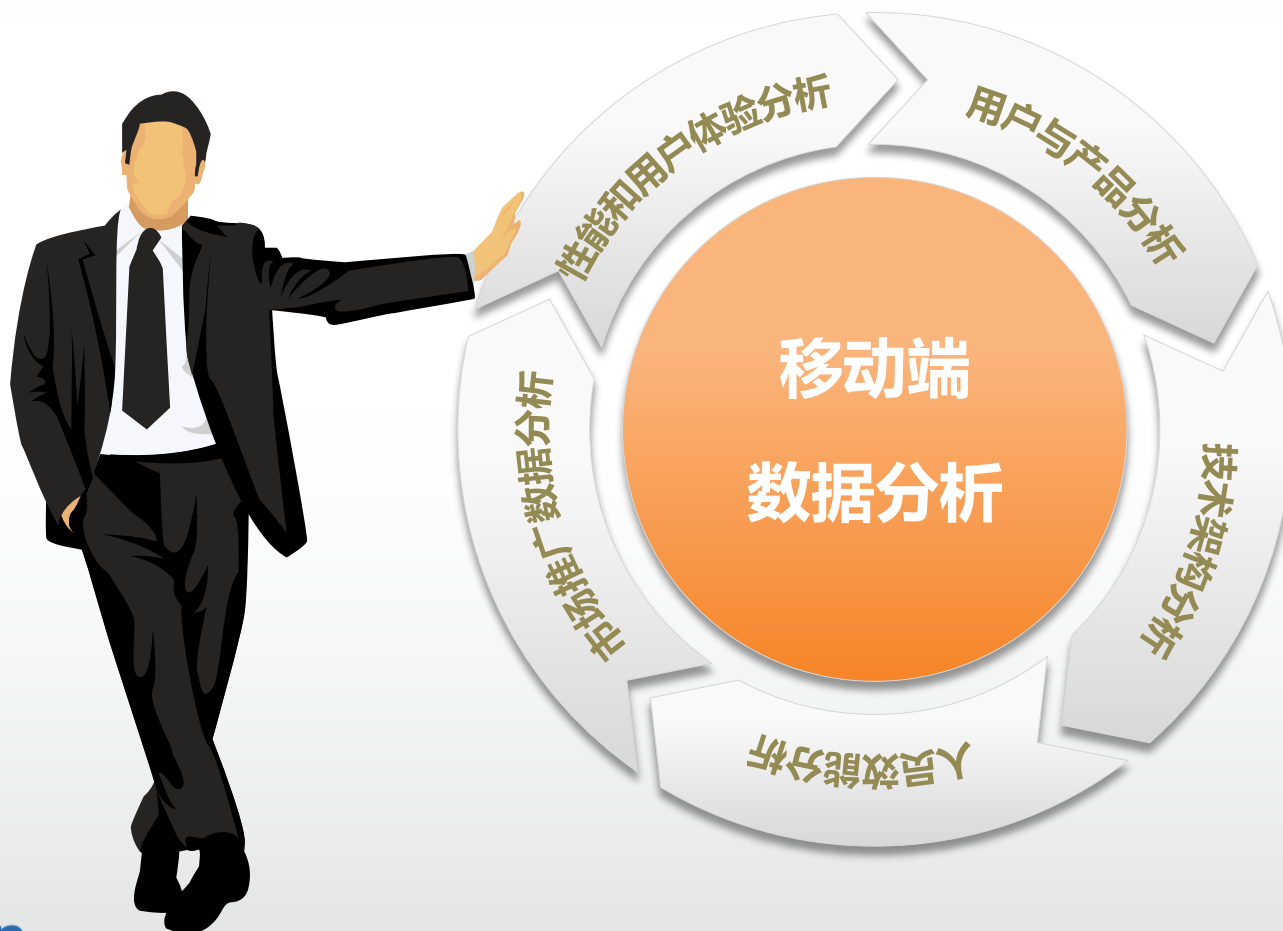 性能和用户体验分析
用户与产品分析
技术架构分析
人员效能分析
市场推广数据分析
移动端
数据分析